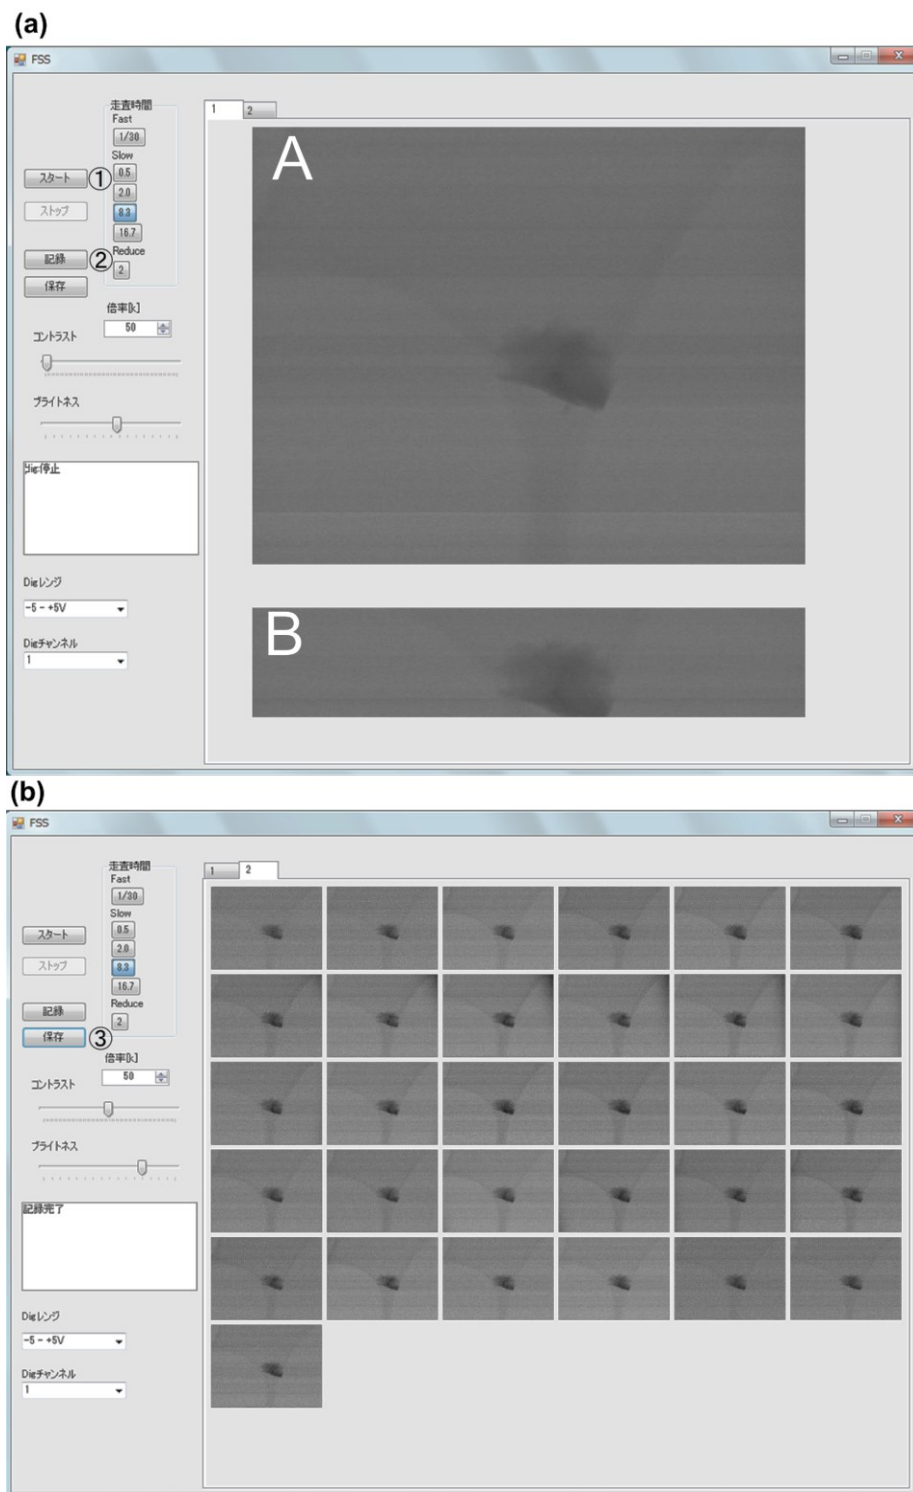 (a)
FSS
走査時間
Fast
1/30
Slow
0.5
2.0
8.3
16.7
Reduce
2
スタート ①
ストップ
記録 ②
保存
倍率[k]
50
コントラスト
ブライトネス
Dig停止
Digレンジ
-5 - +5V
Digチャンネル
1
1 2
A
B
(b)
FSS
走査時間
Fast
1/30
Slow
0.5
2.0
8.3
16.7
Reduce
2
スタート
ストップ
記録
保存 ③
倍率[k]
50
コントラスト
ブライトネス
記録完了
Digレンジ
-5 - +5V
Digチャンネル
1
1 2